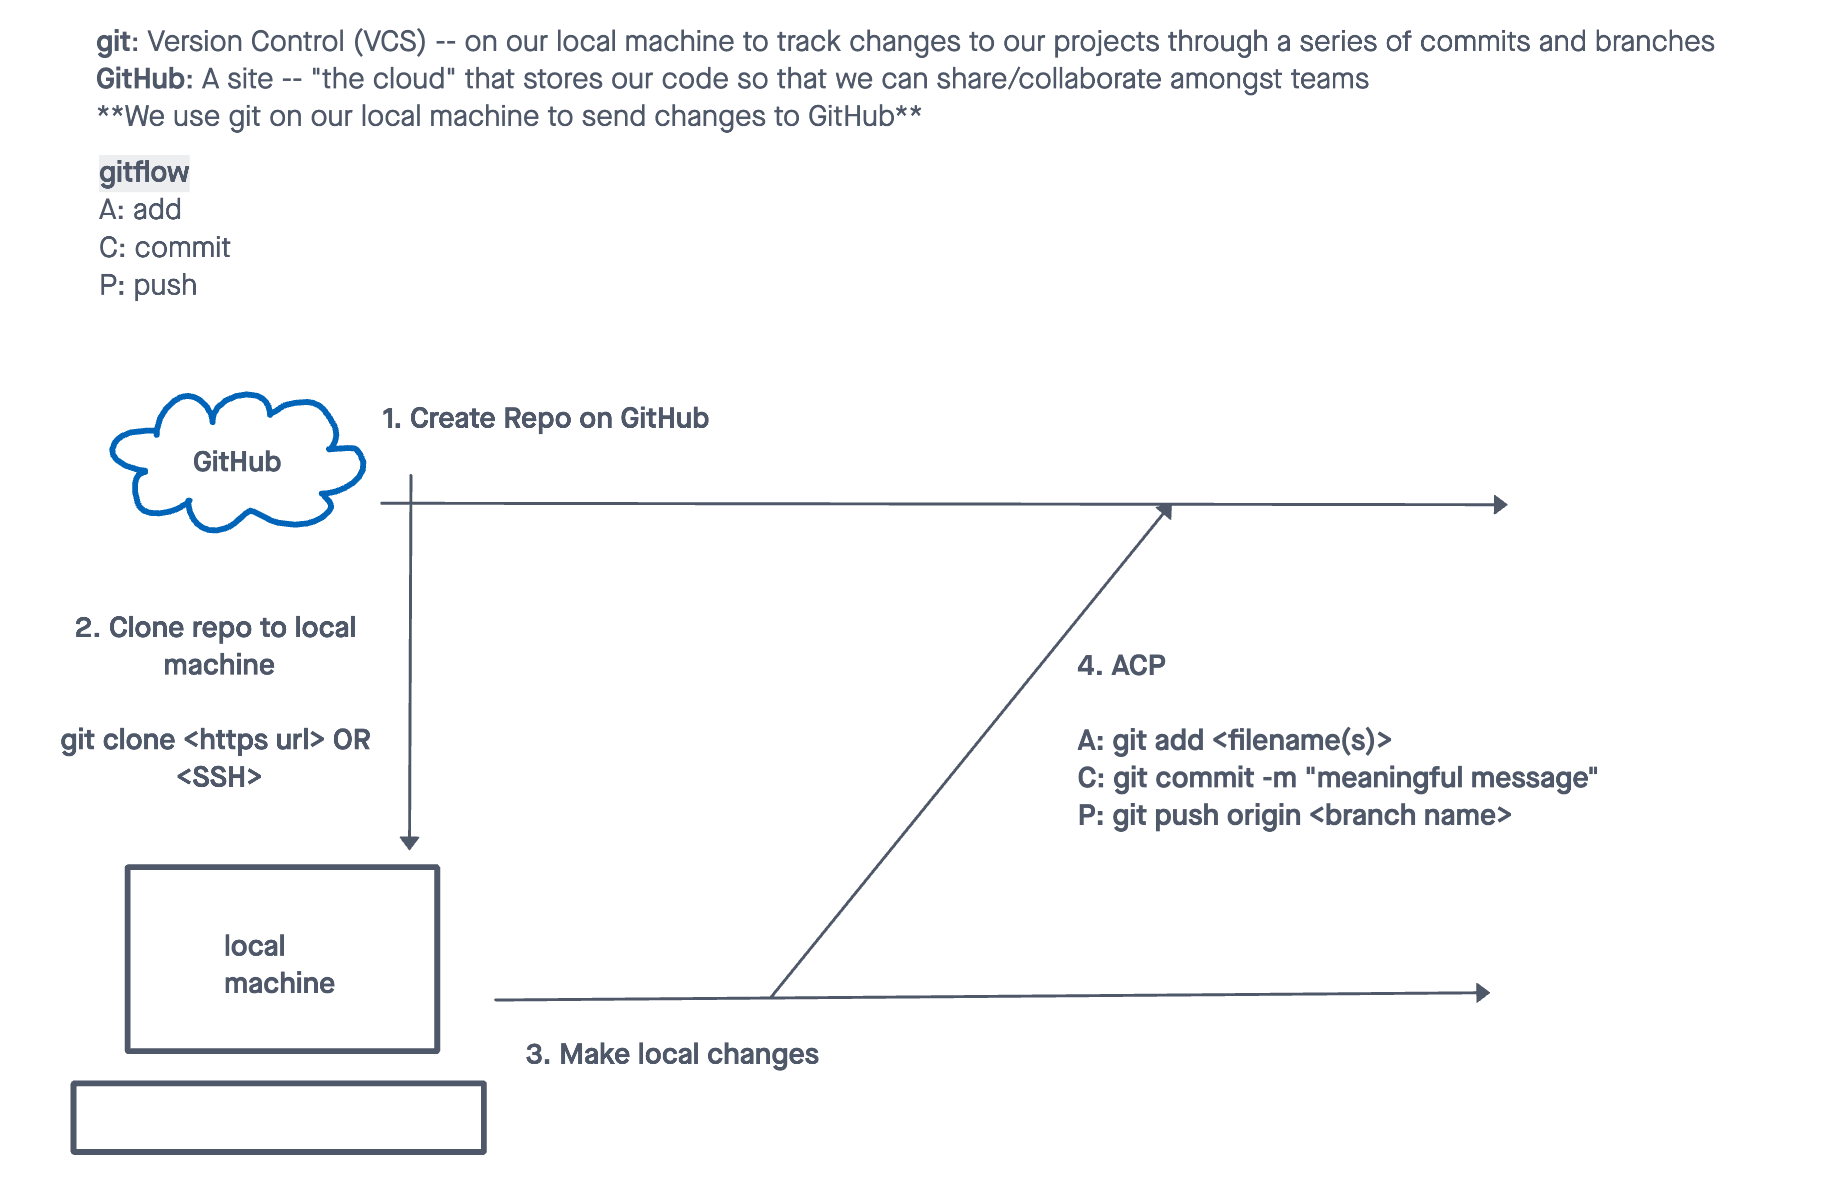 git: Version Control (VCS) -- on our local machine to track changes to our projects through a series of commits and branches
GitHub: A site -- "the cloud" that stores our code so that we can share/collaborate amongst teams
**We use git on our local machine to send changes to GitHub**
gitflow
A: add
C: commit
P: push
GitHub
1. Create Repo on GitHub
2. Clone repo to local
machine
git clone <https url> OR
<SSH>
4. ACP
A: git add <filename(s)>
C: git commit -m "meaningful message"
P: git push origin <branch name>
local
machine
3. Make local changes